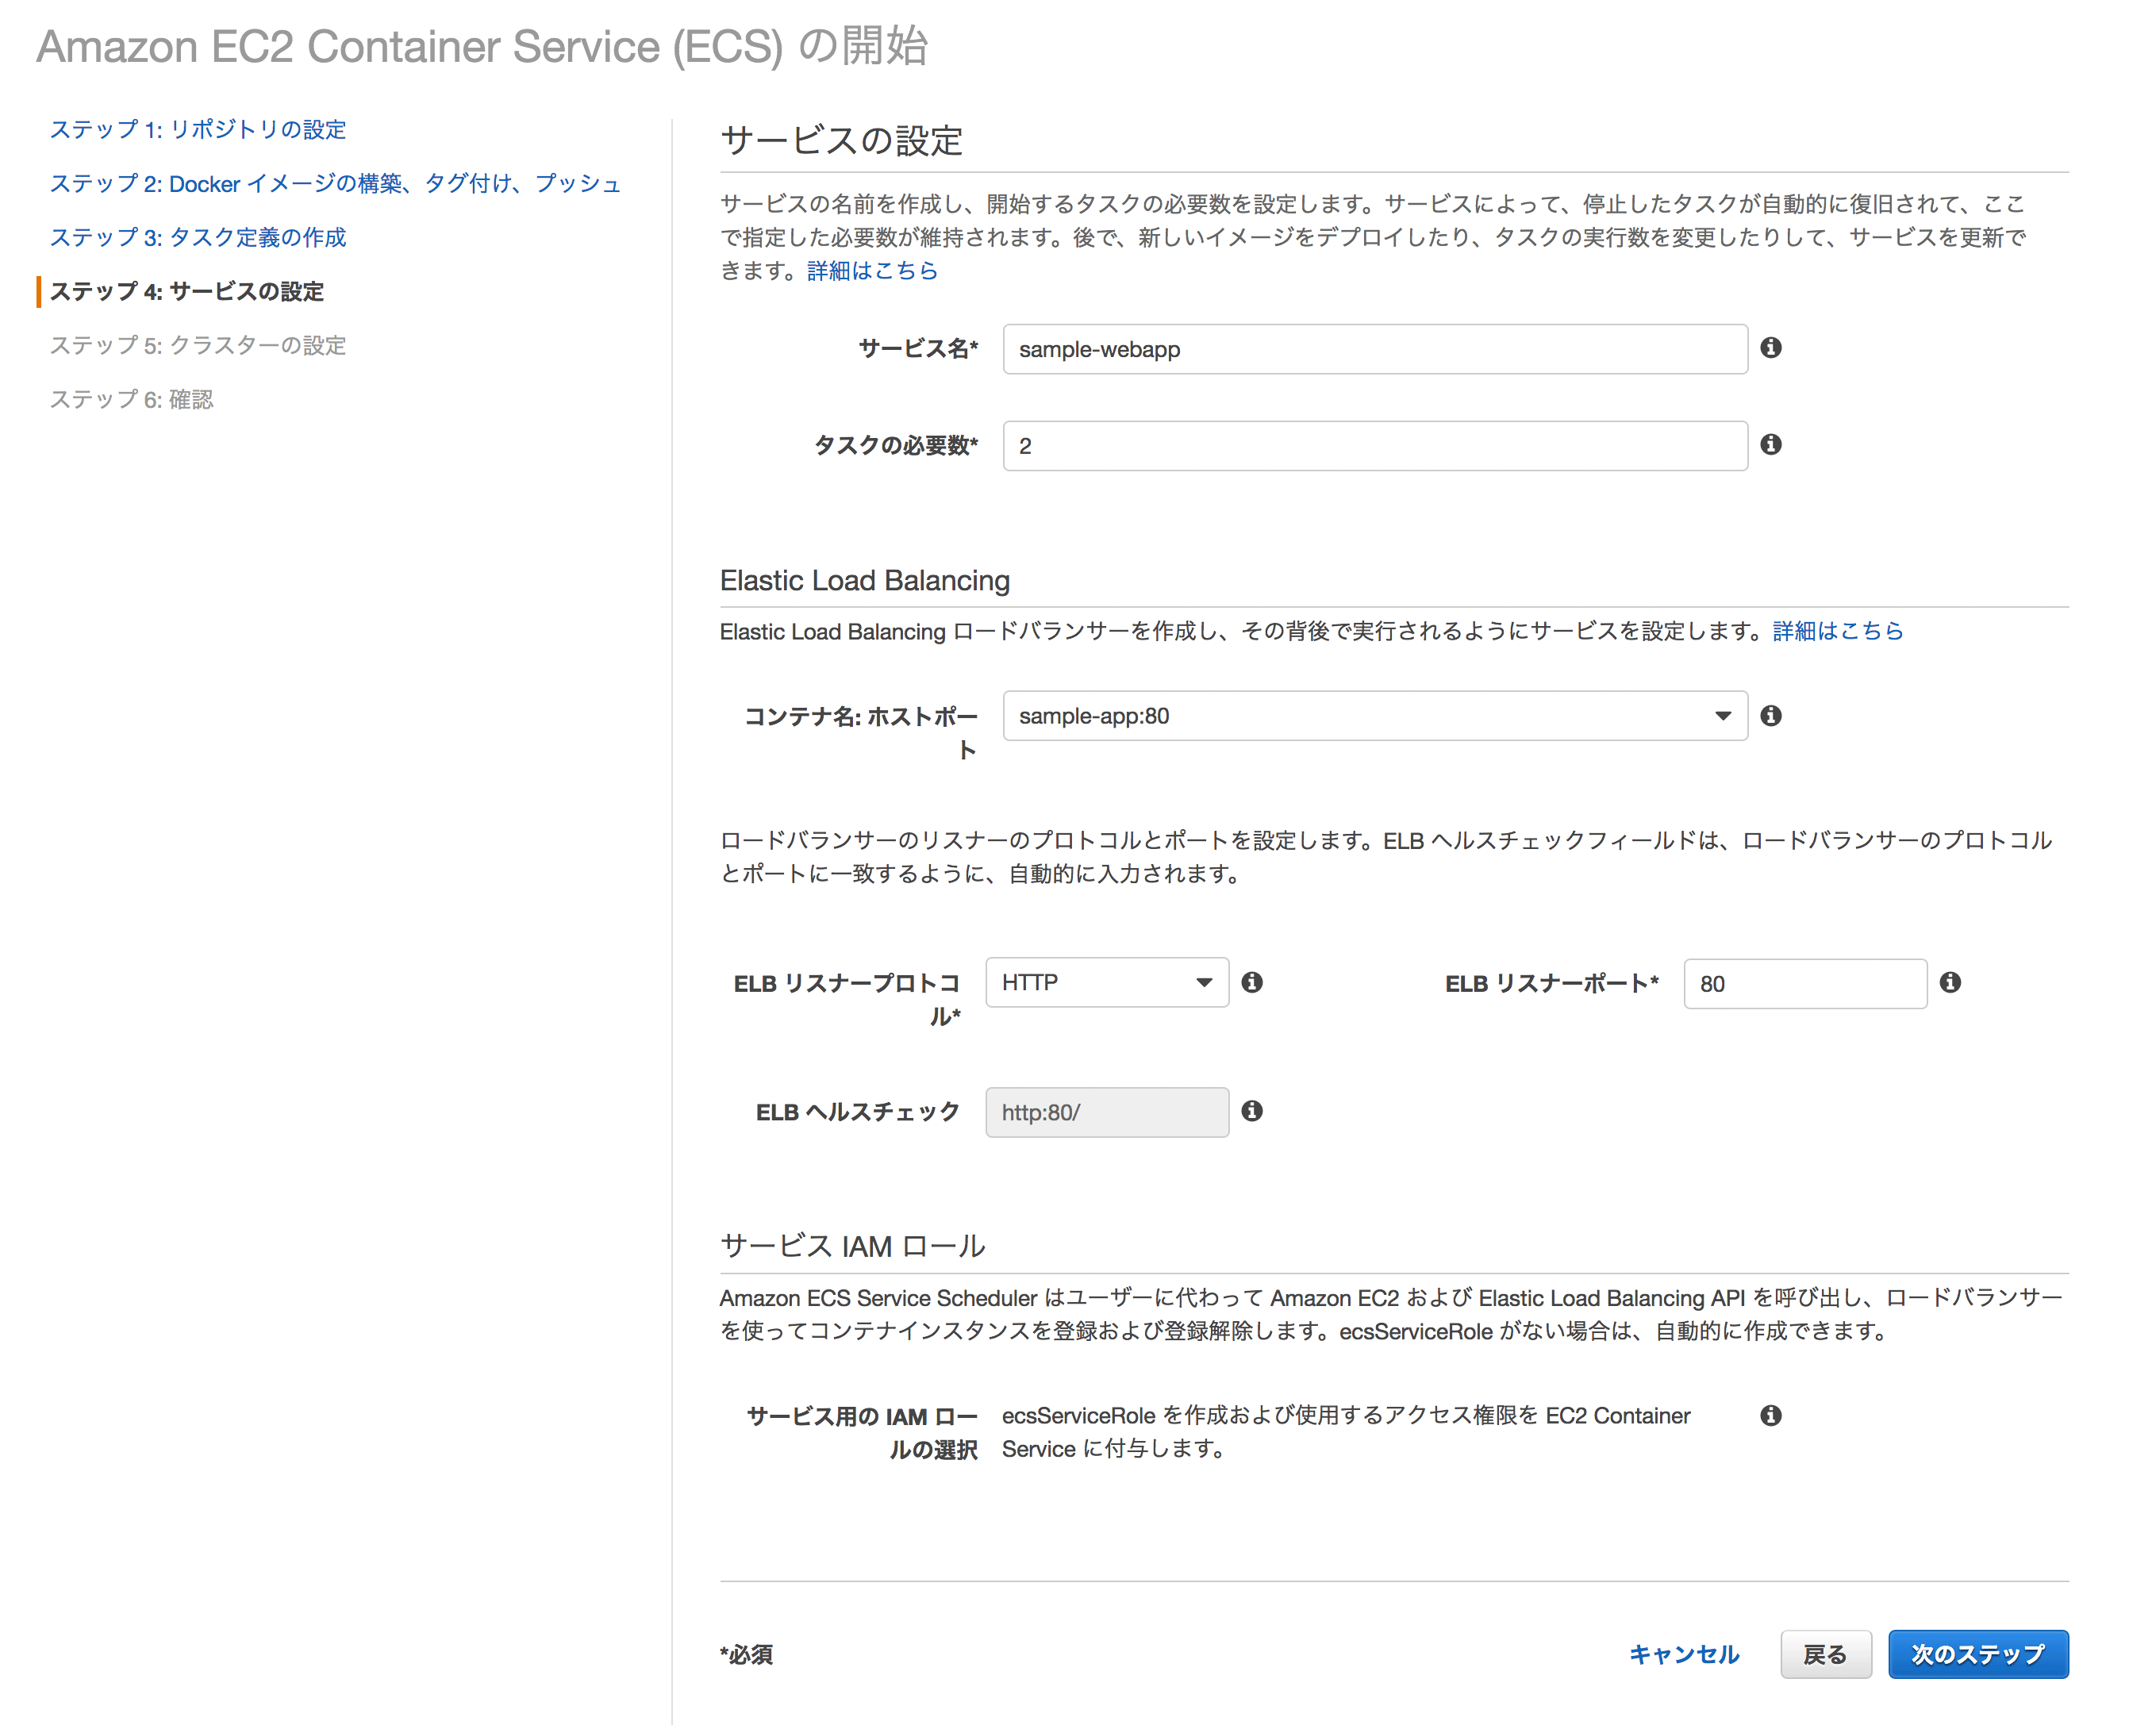 Amazon EC2 Container Service (ECS) の開始
ステップ 1: リポジトリの設定
ステップ 2: Docker イメージの構築、タグ付け、プッシュ
ステップ 3: タスク定義の作成
ステップ 4: サービスの設定
ステップ 5: クラスターの設定
ステップ 6: 確認
サービスの設定
サービスの名前を作成し、開始するタスクの必要数を設定します。サービスによって、停止したタスクが自動的に復旧されて、ここ
で指定した必要数が維持されます。後で、新しいイメージをデプロイしたり、タスクの実行数を変更したりして、サービスを更新で
きます。詳細はこちら
サービス名* sample-webapp
タスクの必要数* 2
Elastic Load Balancing
Elastic Load Balancing ロードバランサーを作成し、その背後で実行されるようにサービスを設定します。詳細はこちら
コンテナ名: ホストポー sample-app:80
ト
ロードバランサーのリスナーのプロトコルとポートを設定します。ELB ヘルスチェックフィールドは、ロードバランサーのプロトコル
とポートに一致するように、自動的に入力されます。
ELB リスナープロトコ HTTP ELB リスナーポート* 80
ル*
ELB ヘルスチェック http:80/
サービス IAM ロール
Amazon ECS Service Scheduler はユーザーに代わって Amazon EC2 および Elastic Load Balancing API を呼び出し、ロードバランサー
を使ってコンテナインスタンスを登録および登録解除します。ecsServiceRole がない場合は、自動的に作成できます。
サービス用の IAM ロー ecsServiceRole を作成および使用するアクセス権限を EC2 Container
ルの選択 Service に付与します。
*必須 キャンセル 戻る 次のステップ